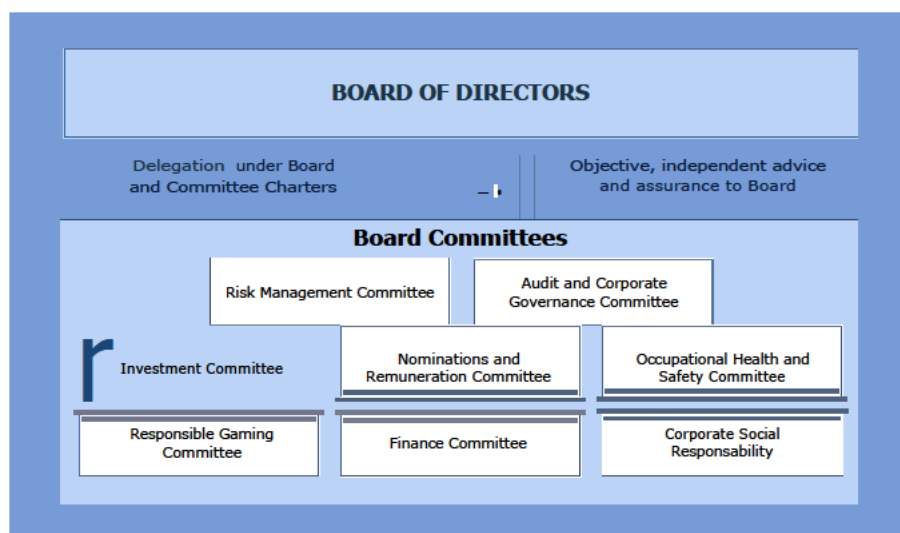 BOARD OF DIRECTORS
Delegation under Board
and Committee Charters
Objective, independent advice
and assurance to Board
Board Committees
Risk Management Committee
Audit and Corporate
Governance Committee
r
Investment Committee
Nominations and
Remuneration Committee
Occupational Health and
Safety Committee
Responsible Gaming
Committee
Finance Committee
Corporate Social
Responsability